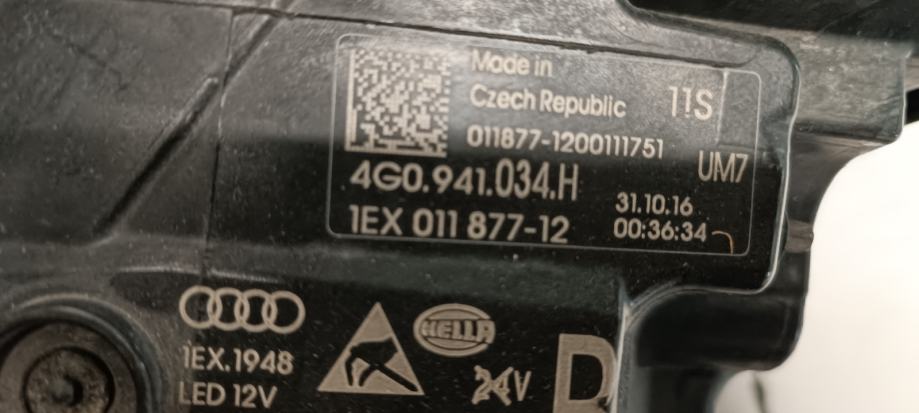 Made in
Czech Republic 11S
011877-1200111751
UM7
4G0.941.034.H
31.10.16
1EX 011 877-12
00:36:34
1EX.1948
HELLA
LED 12V
24V
D